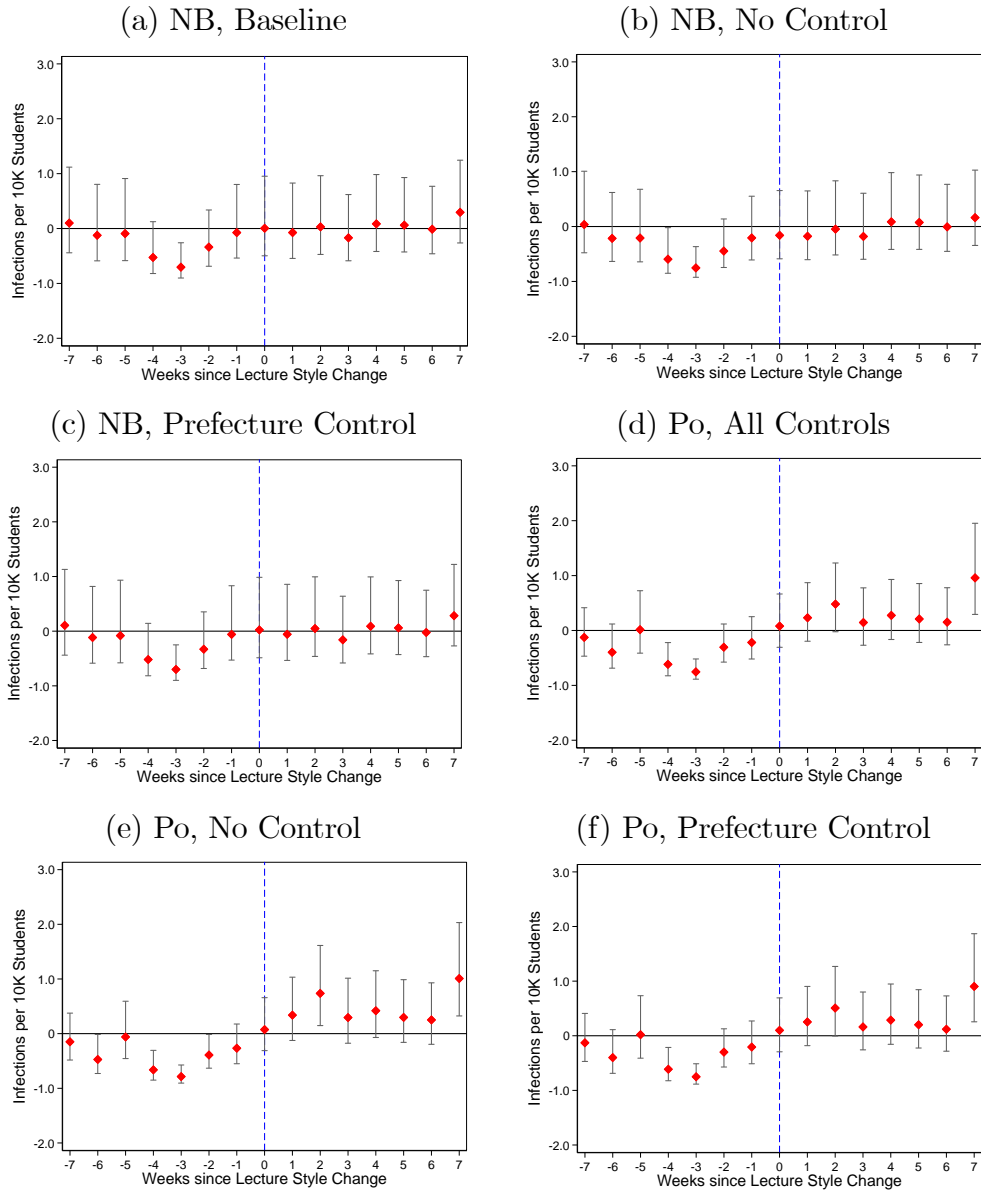 (a) NB, Baseline
Infections per 10K Students
3.0
2.0
1.0
0
-1.0
-2.0
-7 -6 -5 -4 -3 -2 -1 0 1 2 3 4 5 6 7
Weeks since Lecture Style Change
(b) NB, No Control
Infections per 10K Students
3.0
2.0
1.0
0
-1.0
-2.0
-7 -6 -5 -4 -3 -2 -1 0 1 2 3 4 5 6 7
Weeks since Lecture Style Change
(c) NB, Prefecture Control
Infections per 10K Students
3.0
2.0
1.0
0
-1.0
-2.0
-7 -6 -5 -4 -3 -2 -1 0 1 2 3 4 5 6 7
Weeks since Lecture Style Change
(d) Po, All Controls
Infections per 10K Students
3.0
2.0
1.0
0
-1.0
-2.0
-7 -6 -5 -4 -3 -2 -1 0 1 2 3 4 5 6 7
Weeks since Lecture Style Change
(e) Po, No Control
Infections per 10K Students
3.0
2.0
1.0
0
-1.0
-2.0
-7 -6 -5 -4 -3 -2 -1 0 1 2 3 4 5 6 7
Weeks since Lecture Style Change
(f) Po, Prefecture Control
Infections per 10K Students
3.0
2.0
1.0
0
-1.0
-2.0
-7 -6 -5 -4 -3 -2 -1 0 1 2 3 4 5 6 7
Weeks since Lecture Style Change